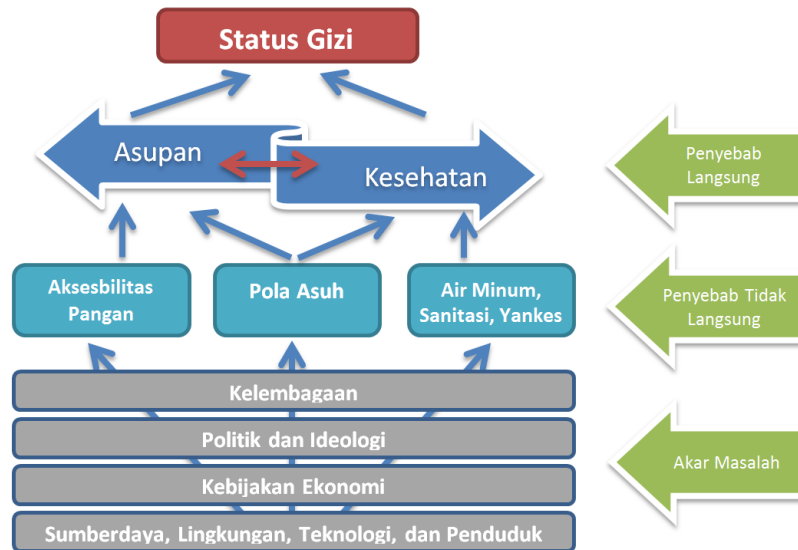 Status Gizi
Asupan
Kesehatan
Penyebab
Langsung
Aksesbilitas
Pangan
Pola Asuh
Air Minum,
Sanitasi, Yankes
Penyebab Tidak
Langsung
Kelembagaan
Politik dan Ideologi
Kebijakan Ekonomi
Sumberdaya, Lingkungan, Teknologi, dan Penduduk
Akar Masalah